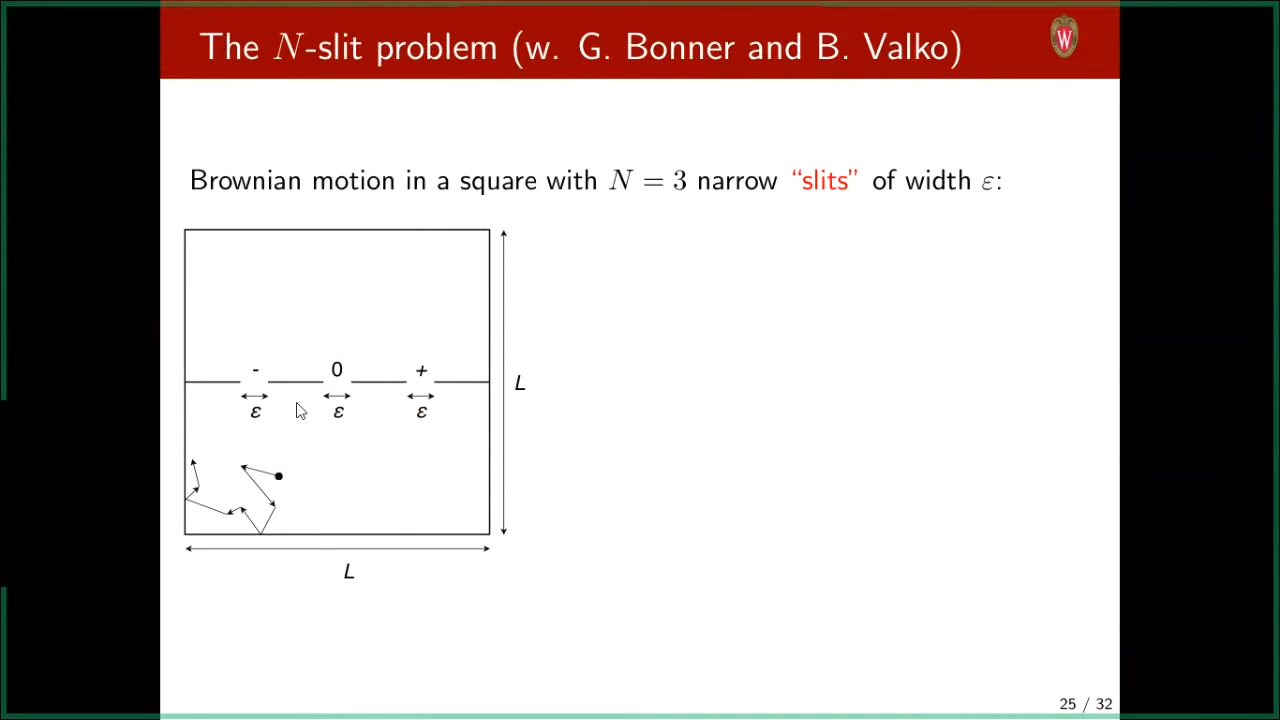 The N-slit problem (w. G. Bonner and B. Valko)
W
Brownian motion in a square with N = 3 narrow “slits” of width ε:
- 0 +
ε ε ε
L
L
25 / 32